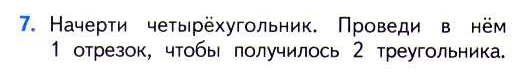 7. Начерти четырёхугольник. Проведи в нём
1 отрезок, чтобы получилось 2 треугольника.